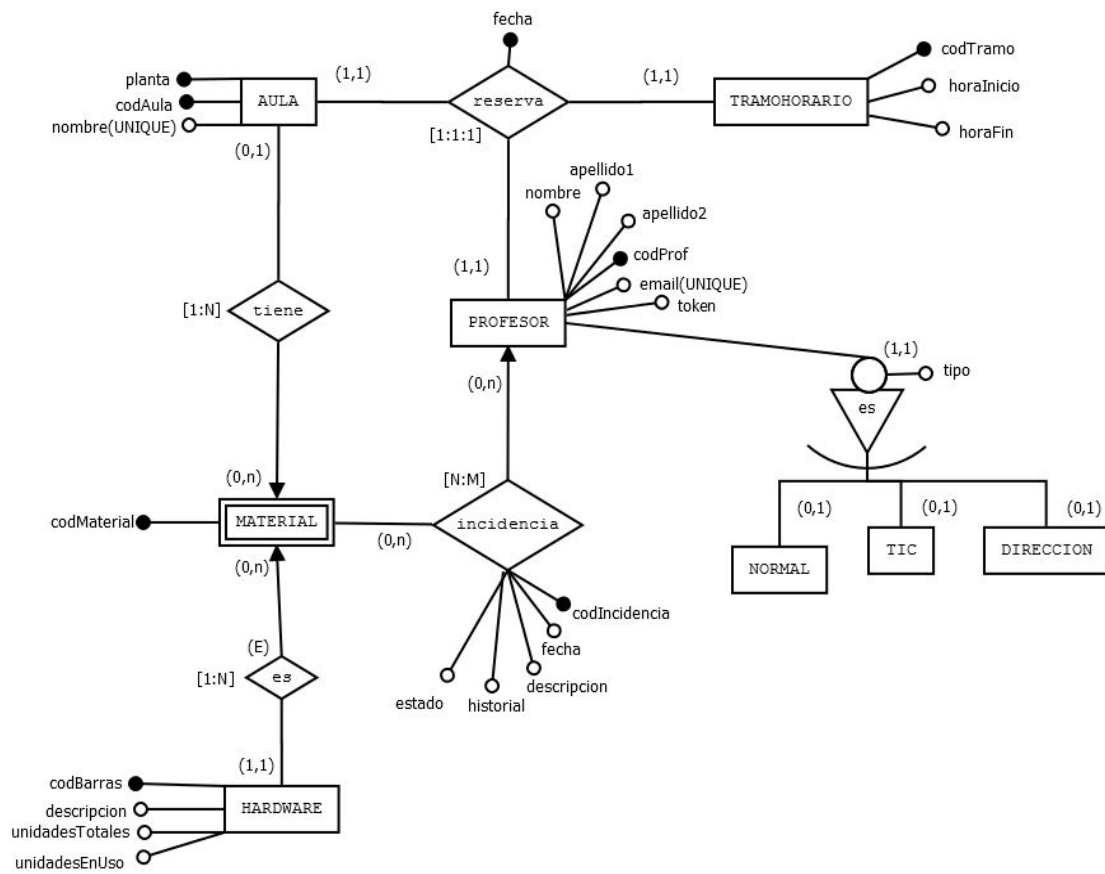 fecha
planta
(1,1)
(1,1)
codTramo
AULA
reserva
TRAMOHORARIO
horaInicio
codAula
nombre(UNIQUE)
[1:1:1]
horaFin
(0,1)
apellido1
nombre
apellido2
codProf
(1,1)
email(UNIQUE)
token
[1:N]
tiene
PROFESOR
(1,1)
tipo
(0,n)
es
(0,n)
[N:M]
codMaterial
MATERIAL
(0,n)
incidencia
(0,1)
(0,1)
(0,1)
NORMAL
TIC
DIRECCION
(0,n)
codIncidencia
fecha
descripcion
historial
estado
(E)
[1:N]
es
(1,1)
codBarras
descripcion
HARDWARE
unidadesTotales
unidadesEnUso